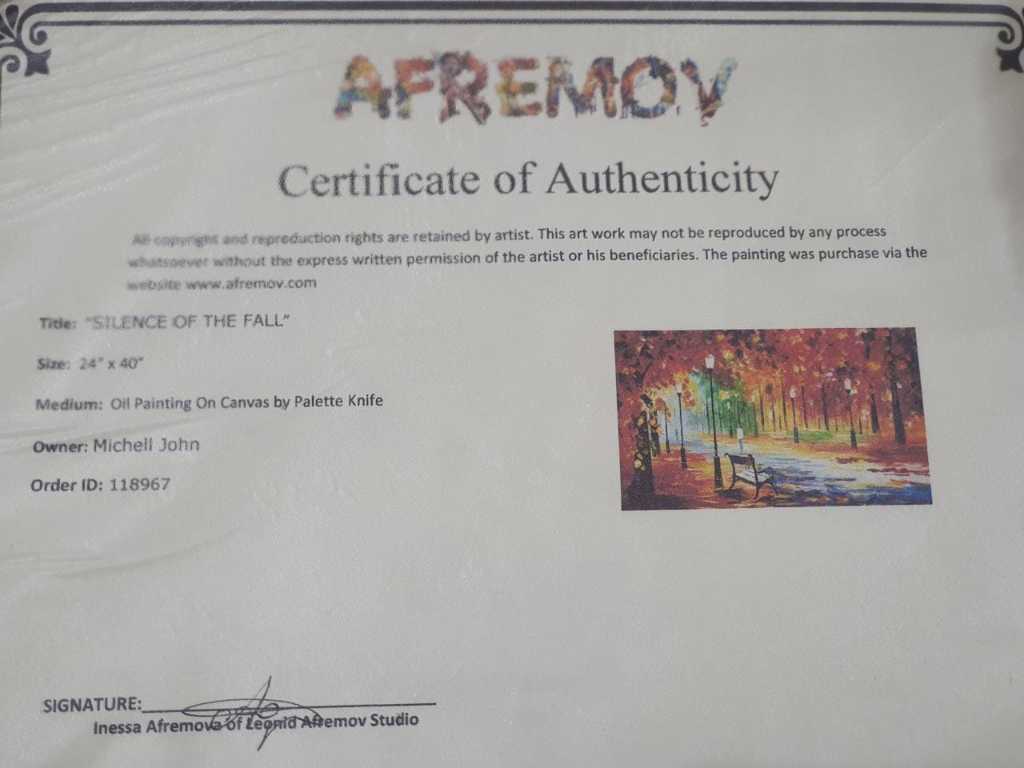 AFREMOV
Certificate of Authenticity
All copyright and reproduction rights are retained by artist. This art work may not be reproduced by any process
whatsoever without the express written permission of the artist or his beneficiaries. The painting was purchase via the
website www.afremov.com
Title: "SILENCE OF THE FALL"
Size: 24" x 40"
Medium: Oil Painting On Canvas by Palette Knife
Owner: Michell John
Order ID: 118967
SIGNATURE:
Inessa Afremova of Leonid Afremov Studio